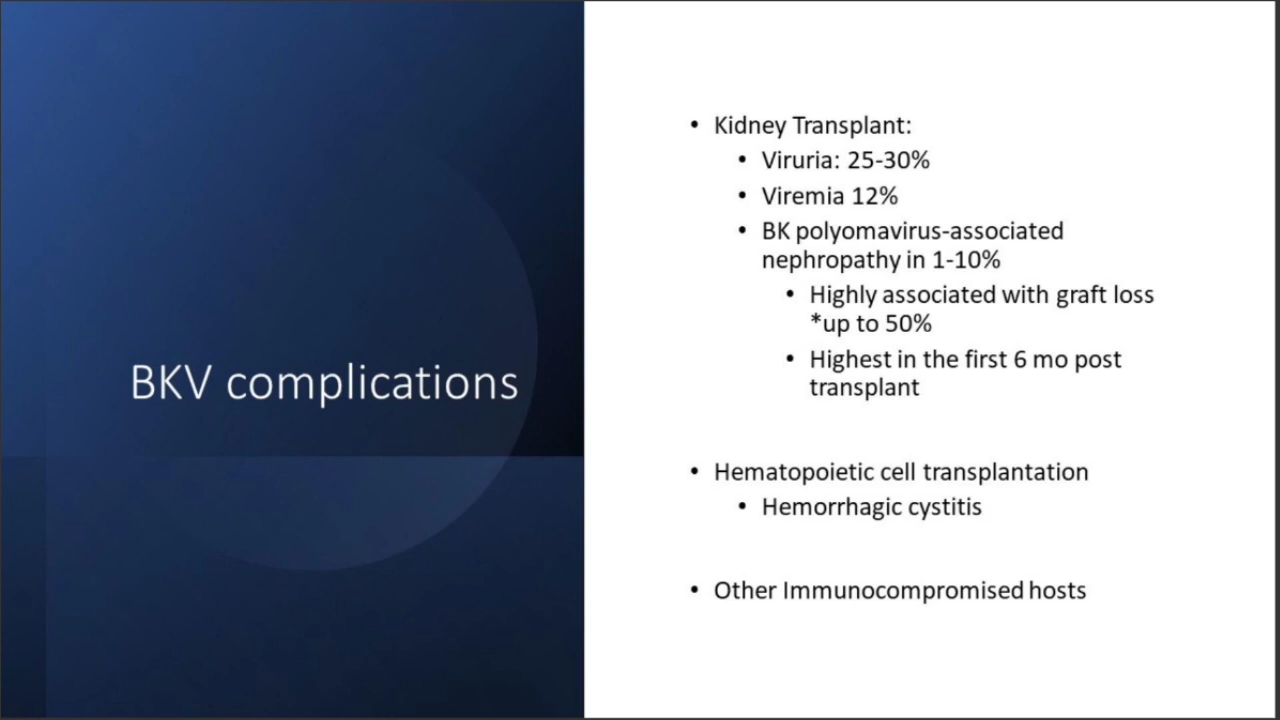 BKV complications
• Kidney Transplant:
• Viruria: 25-30%
• Viremia 12%
• BK polyomavirus-associated
nephropathy in 1-10%
• Highly associated with graft loss
*up to 50%
• Highest in the first 6 mo post
transplant
• Hematopoietic cell transplantation
• Hemorrhagic cystitis
• Other Immunocompromised hosts